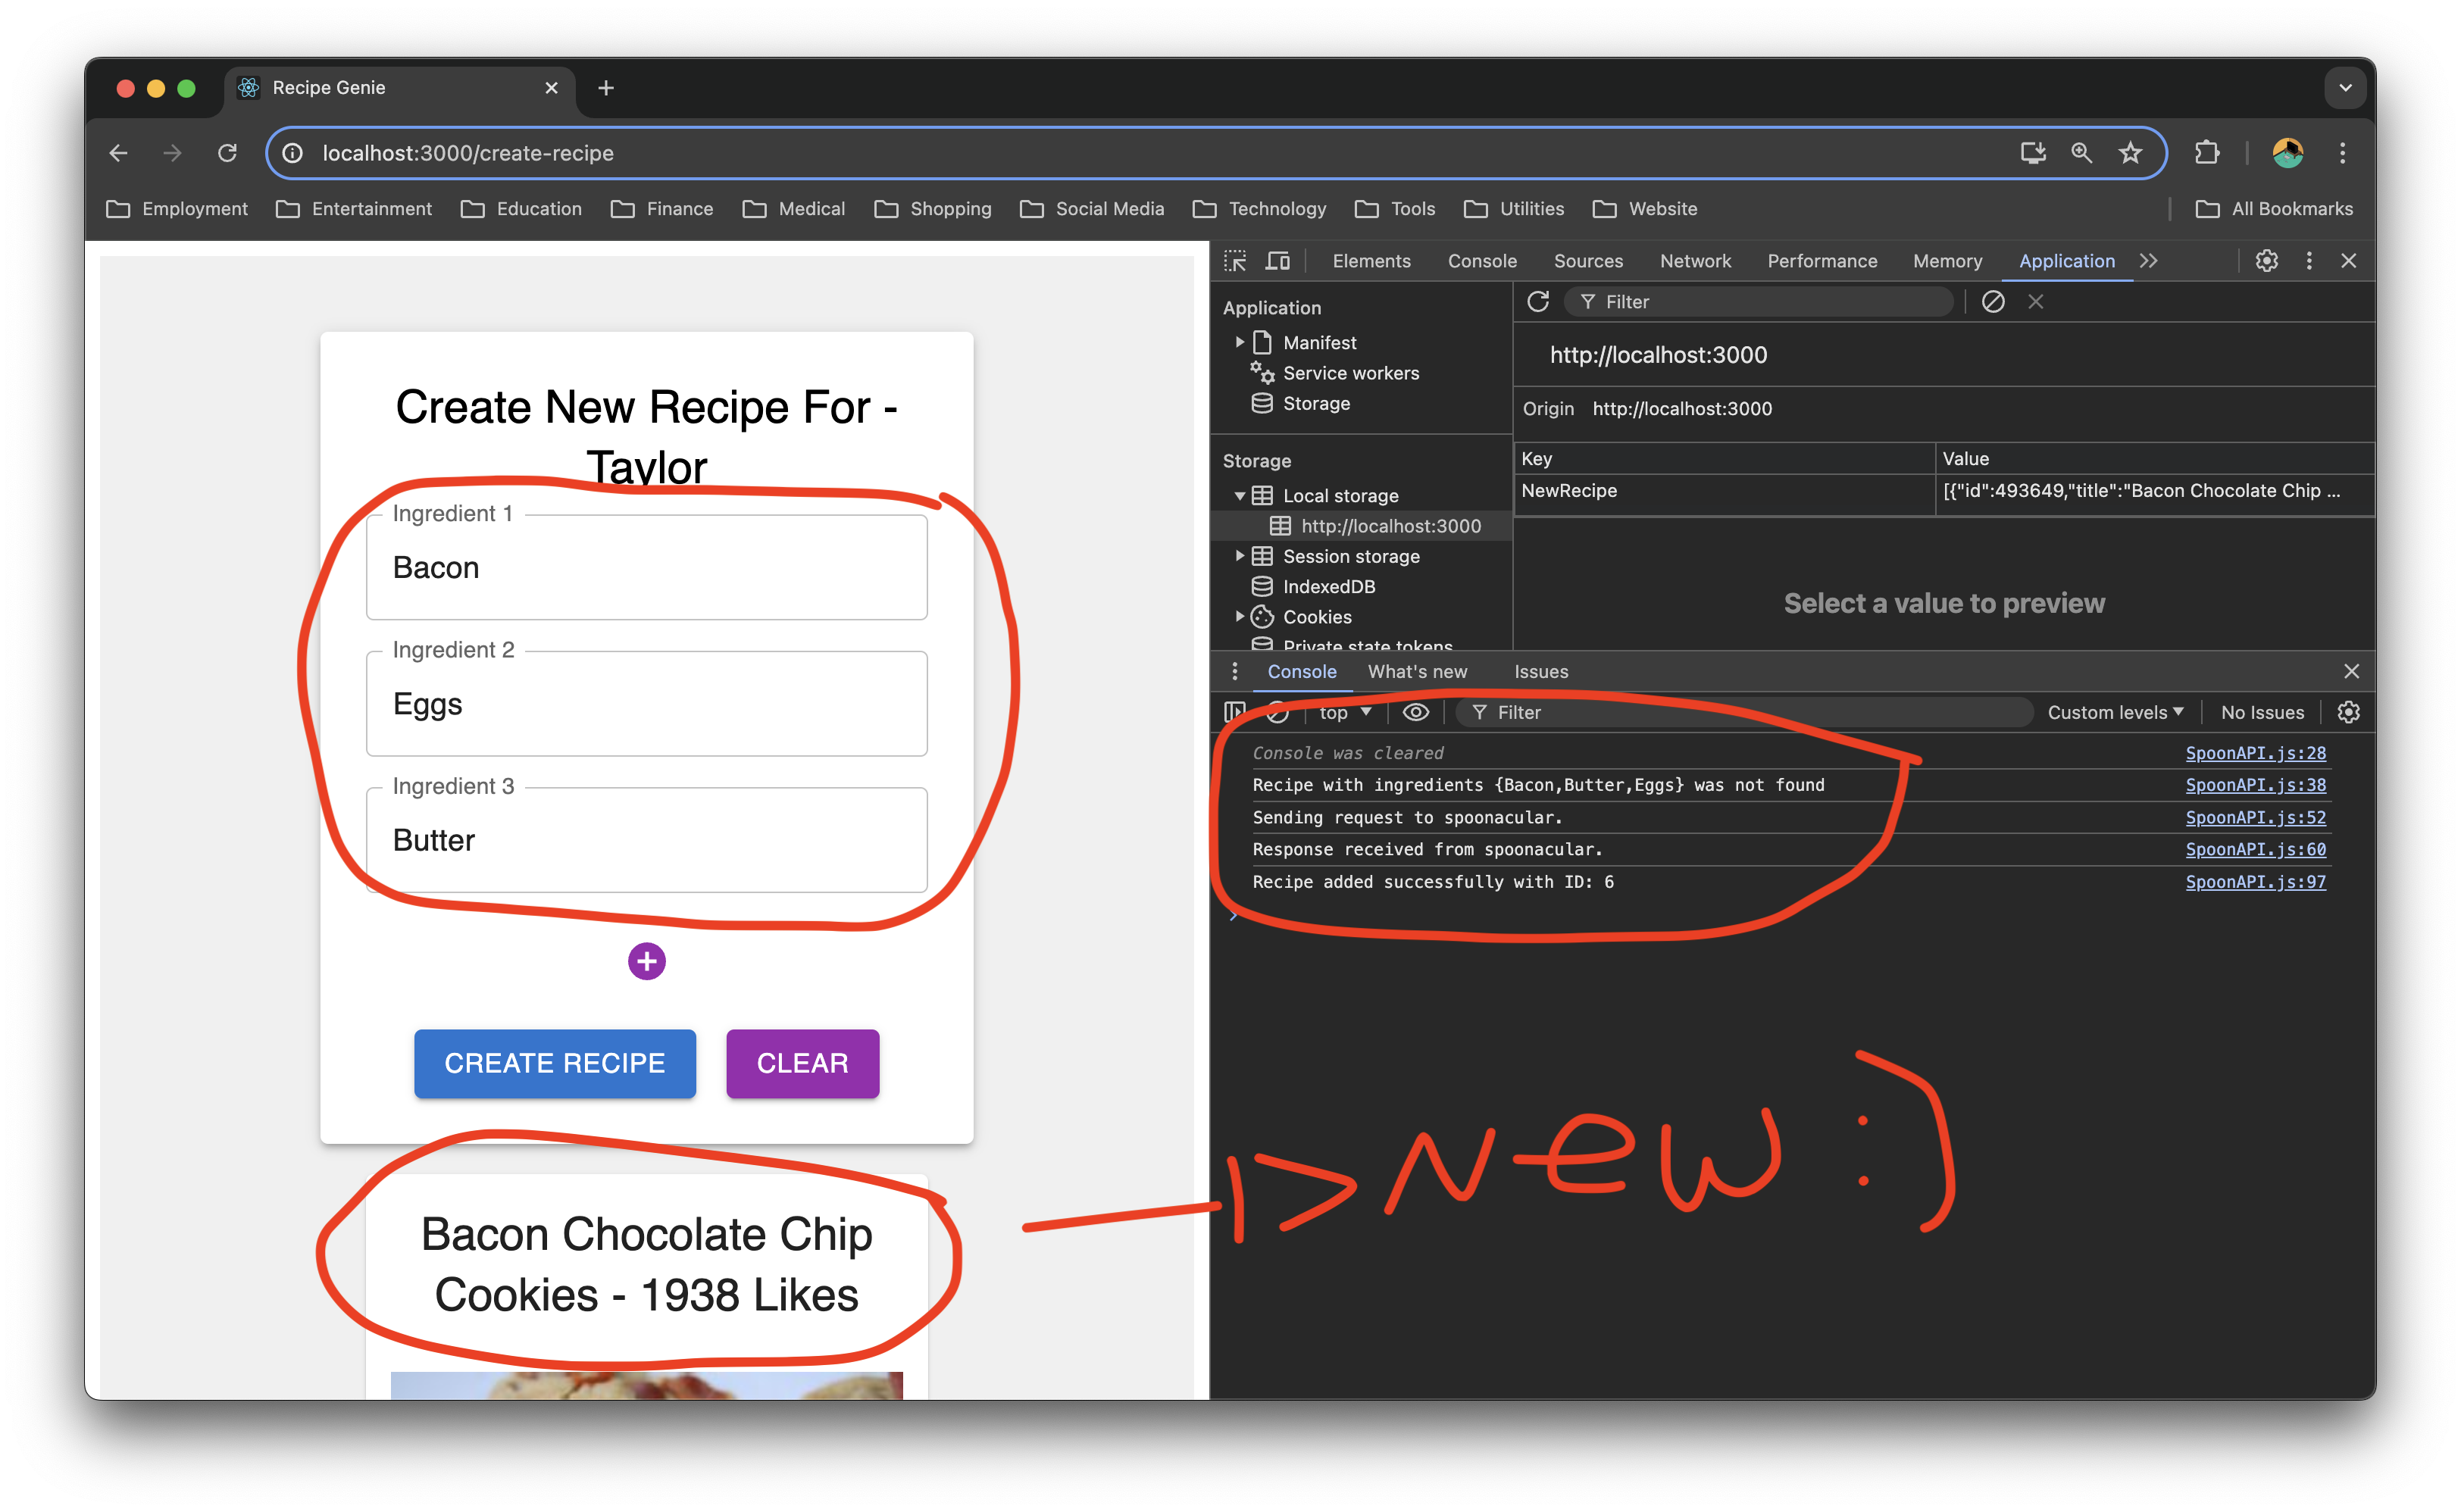 Recipe Genie
localhost:3000/create-recipe
Employment Entertainment Education Finance Medical Shopping Social Media Technology Tools Utilities Website All Bookmarks
Create New Recipe For -
Taylor
Ingredient 1
Bacon
Ingredient 2
Eggs
Ingredient 3
Butter
CREATE RECIPE CLEAR
Bacon Chocolate Chip
Cookies - 1938 Likes
Elements Console Sources Network Performance Memory Application
Application
Manifest
Service workers
Storage
Storage
Local storage
http://localhost:3000
Session storage
IndexedDB
Cookies
Private state tokens
Filter
http://localhost:3000
Origin http://localhost:3000
Key Value
NewRecipe [{"id":493649,"title":"Bacon Chocolate Chip ...
Select a value to preview
Console What's new Issues
top Filter Custom levels No Issues
Console was cleared SpoonAPI.js:28
Recipe with ingredients {Bacon,Butter,Eggs} was not found SpoonAPI.js:38
Sending request to spoonacular. SpoonAPI.js:52
Response received from spoonacular. SpoonAPI.js:60
Recipe added successfully with ID: 6 SpoonAPI.js:97
New :)